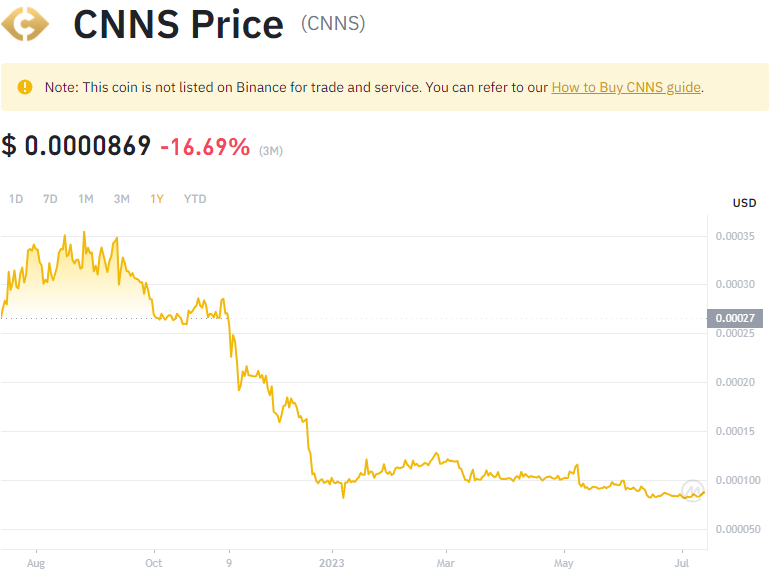 CNNS Price (CNNS)
Note: This coin is not listed on Binance for trade and service. You can refer to our How to Buy CNNS guide.
$ 0.0000869 -16.69% (3M)
1D 7D 1M 3M 1Y YTD
USD
0.00035
0.00030
0.00027
0.00025
0.00020
0.00015
0.000100
0.000050
Aug Oct 9 2023 Mar May Jul